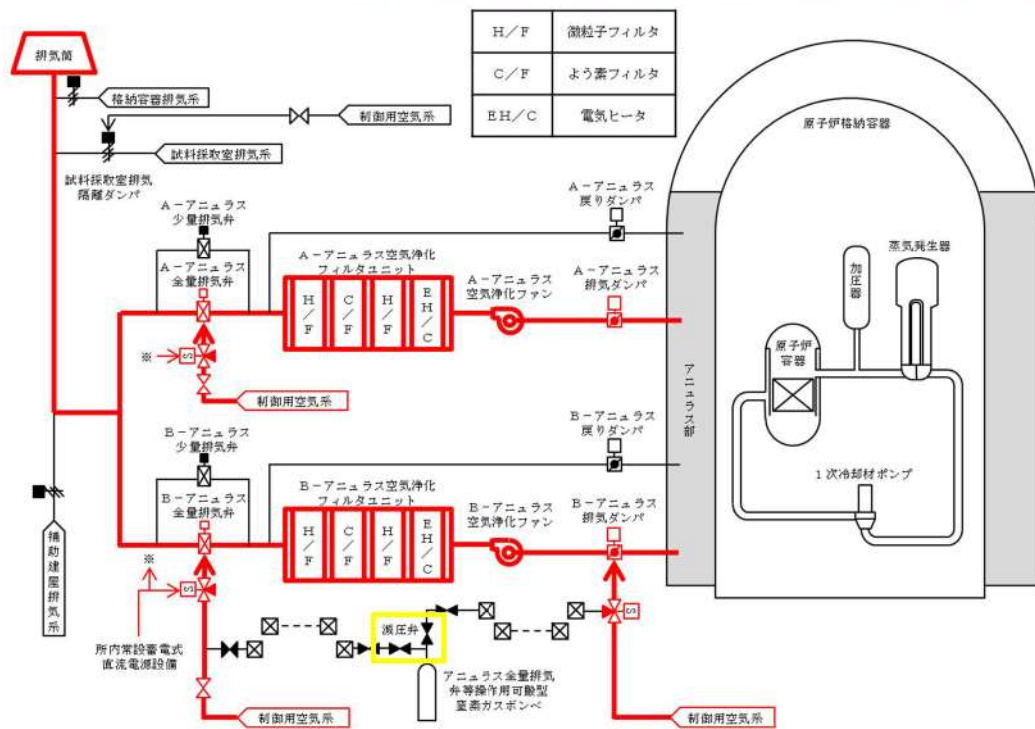 排気筒
H/F 微粒子フィルタ
C/F よう素フィルタ
EH/C 電気ヒータ
格納容器排気系
制御用空気系
試料採取室排気系
試料採取室排気
隔離ダンパ
原子炉格納容器
A-アニュラス
少量排気弁
A-アニュラス
戻りダンパ
A-アニュラス
全量排気弁
A-アニュラス空気浄化
フィルタユニット
H/F
C/F
H/F
EH/C
A-アニュラス
空気浄化ファン
A-アニュラス
排気ダンパ
蒸気発生器
加圧器
原子炉
容器
※
制御用空気系
アニュラス部
B-アニュラス
少量排気弁
B-アニュラス
戻りダンパ
B-アニュラス
全量排気弁
B-アニュラス空気浄化
フィルタユニット
H/F
C/F
H/F
EH/C
B-アニュラス
空気浄化ファン
B-アニュラス
排気ダンパ
1次冷却材ポンプ
補助建屋排気系
※
所内常設蓄電式
直流電源設備
減圧弁
アニュラス全量排気
弁等操作用可搬型
窒素ガスボンベ
制御用空気系
制御用空気系